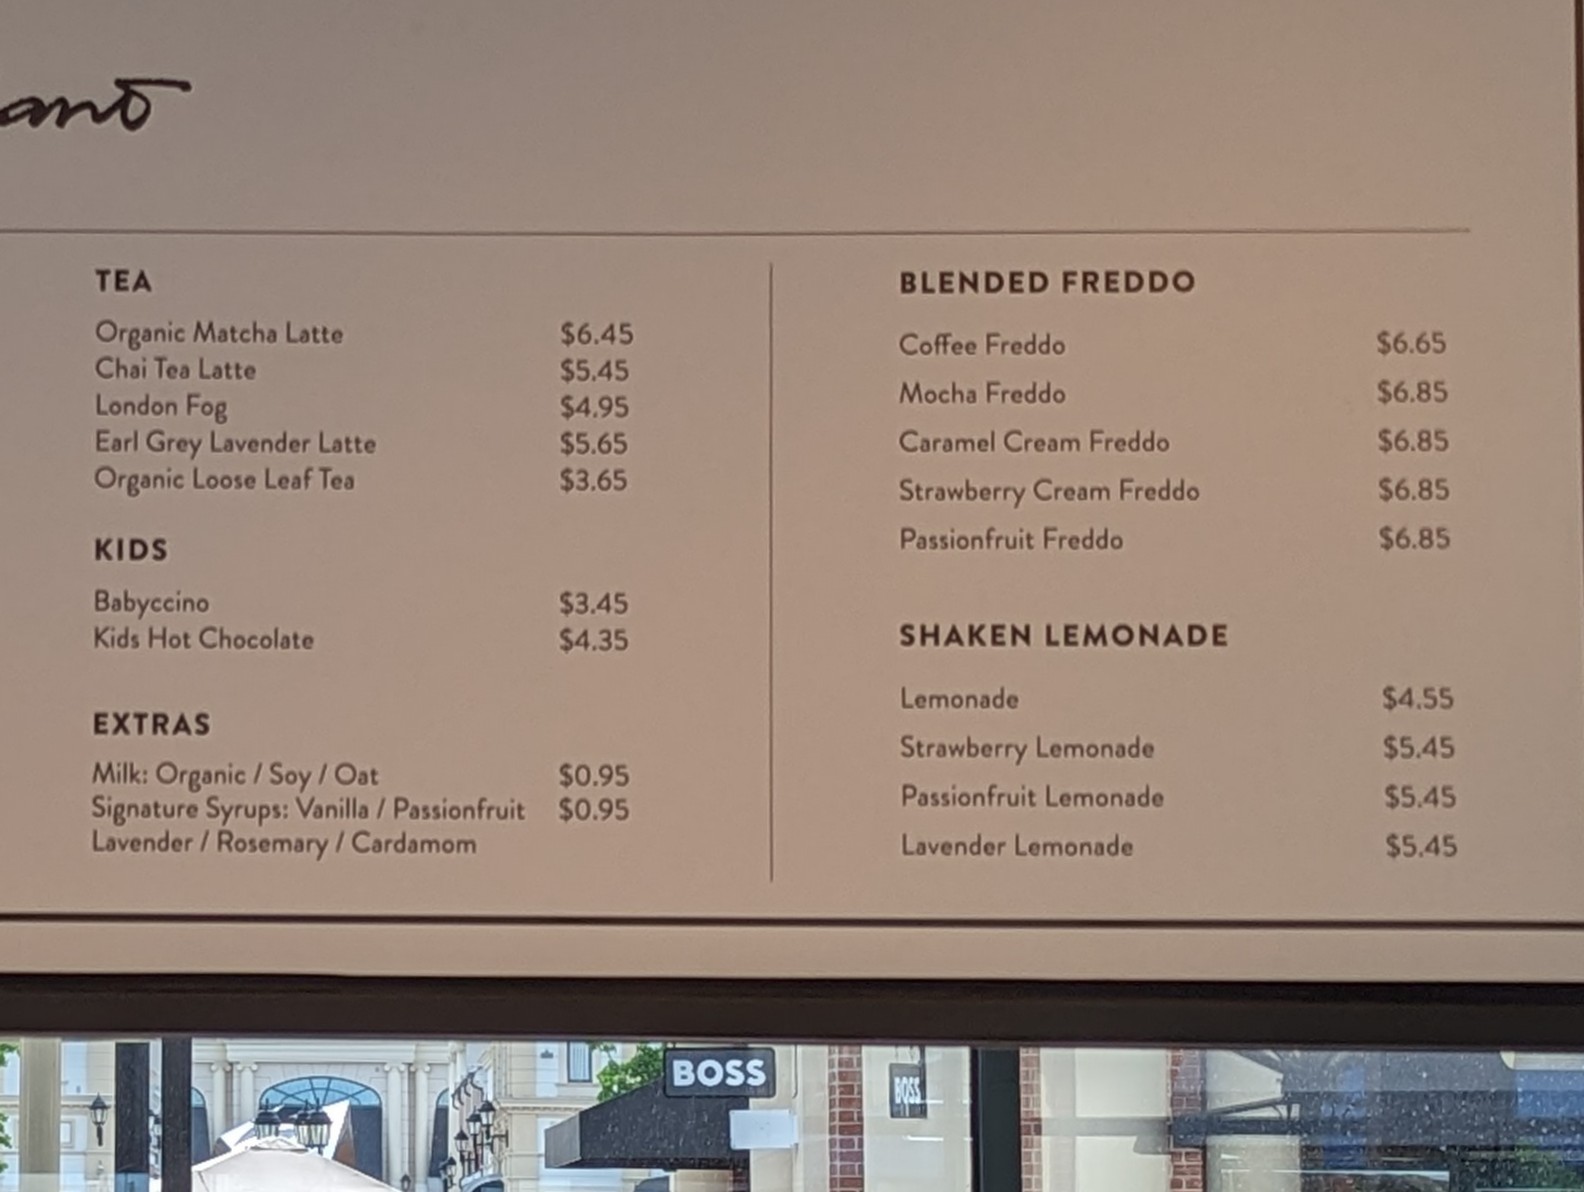 TEA
Organic Matcha Latte $6.45
Chai Tea Latte $5.45
London Fog $4.95
Earl Grey Lavender Latte $5.65
Organic Loose Leaf Tea $3.65
KIDS
Babyccino $3.45
Kids Hot Chocolate $4.35
EXTRAS
Milk: Organic / Soy / Oat $0.95
Signature Syrups: Vanilla / Passionfruit $0.95
Lavender / Rosemary / Cardamom
BLENDED FREDDO
Coffee Freddo $6.65
Mocha Freddo $6.85
Caramel Cream Freddo $6.85
Strawberry Cream Freddo $6.85
Passionfruit Freddo $6.85
SHAKEN LEMONADE
Lemonade $4.55
Strawberry Lemonade $5.45
Passionfruit Lemonade $5.45
Lavender Lemonade $5.45
BOSS
BOSS